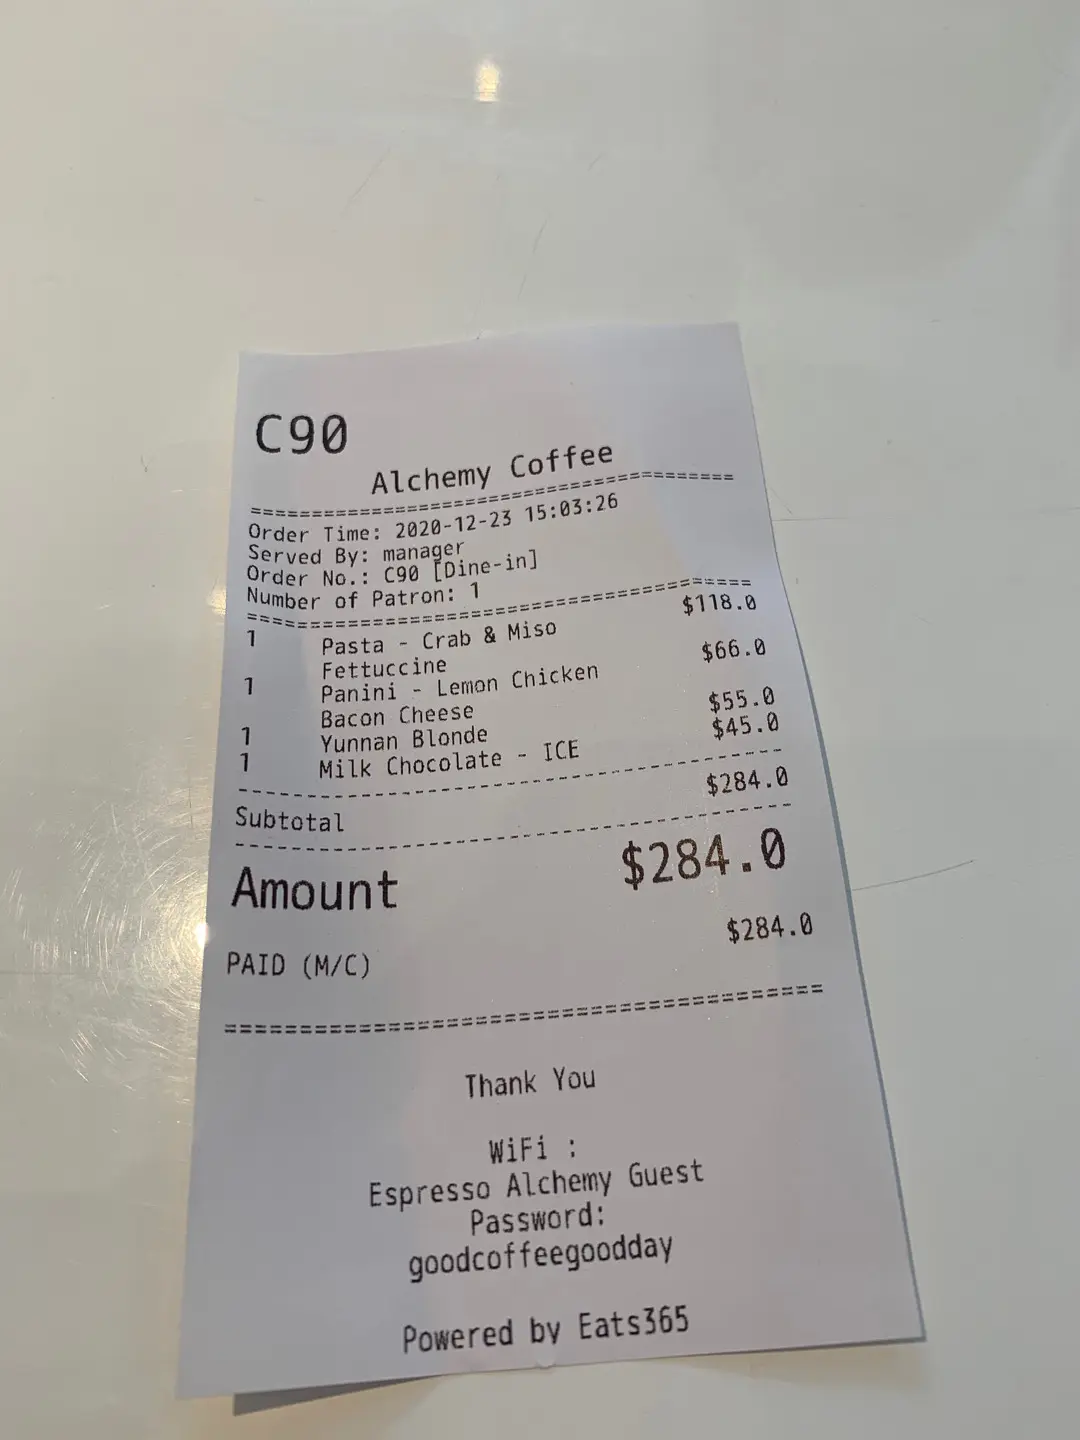 C90
Alchemy Coffee
========================================
Order Time: 2020-12-23 15:03:26
Served By: manager
Order No.: C90 [Dine-in]
Number of Patron: 1
========================================
1 Pasta - Crab & Miso $118.0
Fettuccine
1 Panini - Lemon Chicken $66.0
Bacon Cheese
1 Yunnan Blonde $55.0
1 Milk Chocolate - ICE $45.0
----------------------------------------
Subtotal $284.0
----------------------------------------
Amount $284.0
PAID (M/C) $284.0
========================================
Thank You
WiFi :
Espresso Alchemy Guest
Password:
goodcoffeegoodday
Powered by Eats365